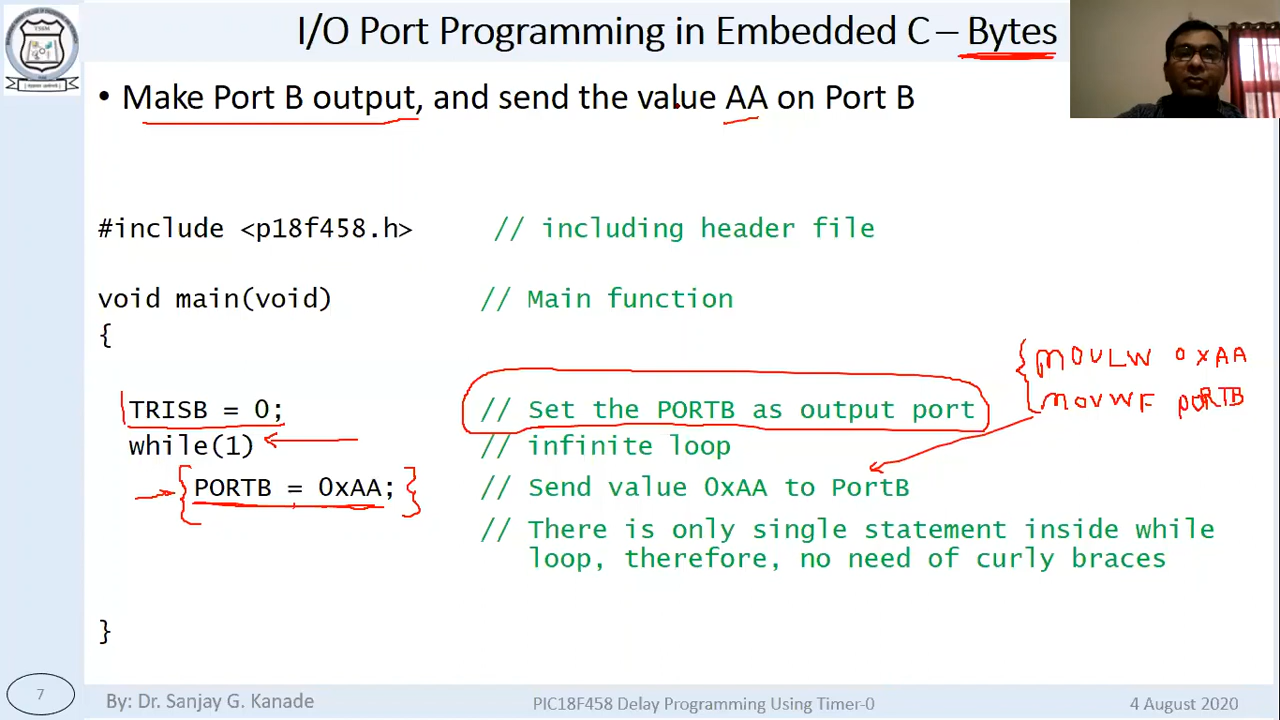 I/O Port Programming in Embedded C – Bytes
• Make Port B output, and send the value AA on Port B
#include <p18f458.h> // including header file
void main(void) // Main function
{
MOVLW 0xAA
TRISB = 0; // Set the PORTB as output port
MOVWF PORTB
while(1) // infinite loop
{ PORTB = 0xAA; } // Send value 0xAA to PortB
// There is only single statement inside while
loop, therefore, no need of curly braces
}
7 By: Dr. Sanjay G. Kanade PIC18F458 Delay Programming Using Timer-0 4 August 2020